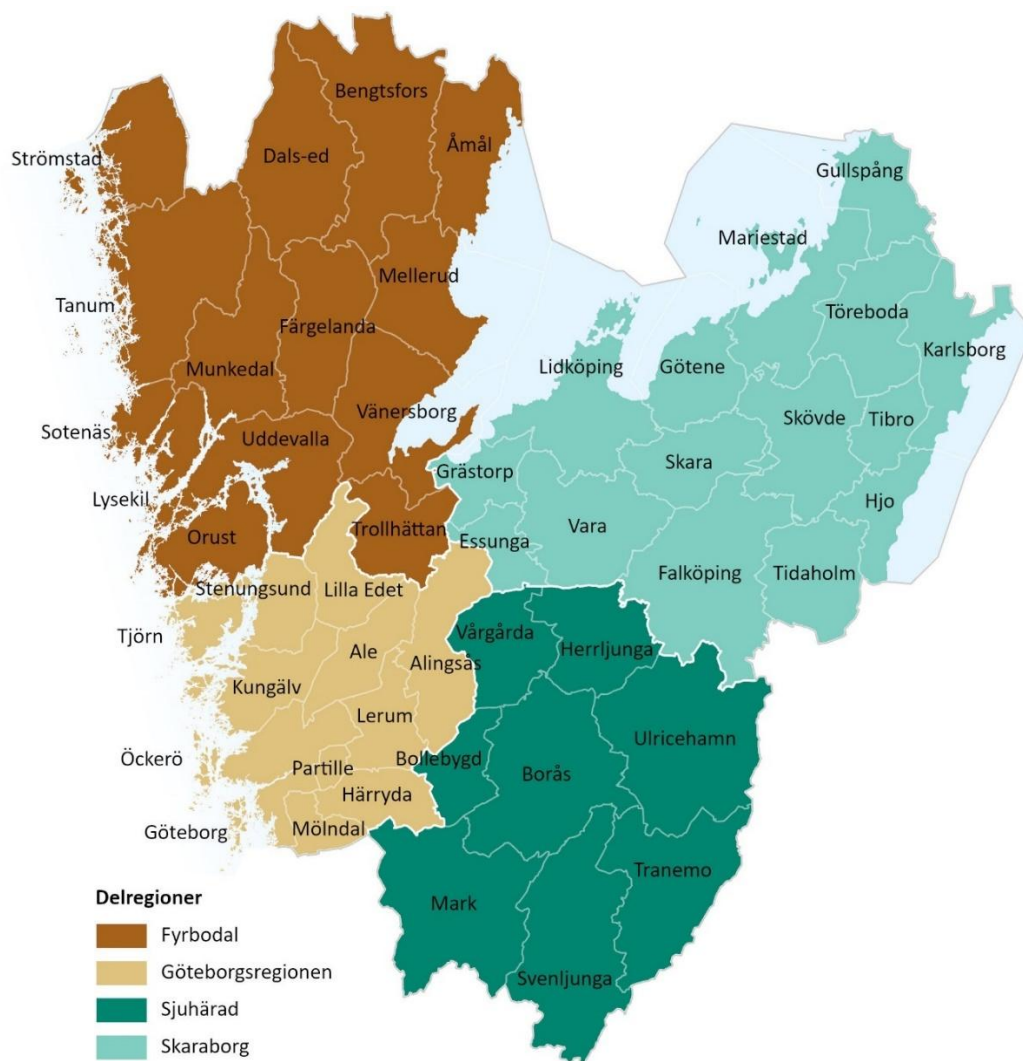 Bengtsfors
Åmål
Strömstad
Dals-ed
Gullspång
Mariestad
Mellerud
Tanum
Färgelanda
Töreboda
Karlsborg
Munkedal
Lidköping
Götene
Vänersborg
Skövde
Tibro
Sotenäs
Uddevalla
Skara
Grästorp
Lysekil
Hjo
Orust
Trollhättan
Vara
Essunga
Falköping
Tidaholm
Stenungsund
Lilla Edet
Tjörn
Vårgårda
Herrljunga
Ale
Alingsås
Kungälv
Lerum
Ulricehamn
Öckerö
Bollebygd
Partille
Borås
Härryda
Göteborg
Mölndal
Tranemo
Mark
Svenljunga
Delregioner
Fyrbodal
Göteborgsregionen
Sjuhärad
Skaraborg